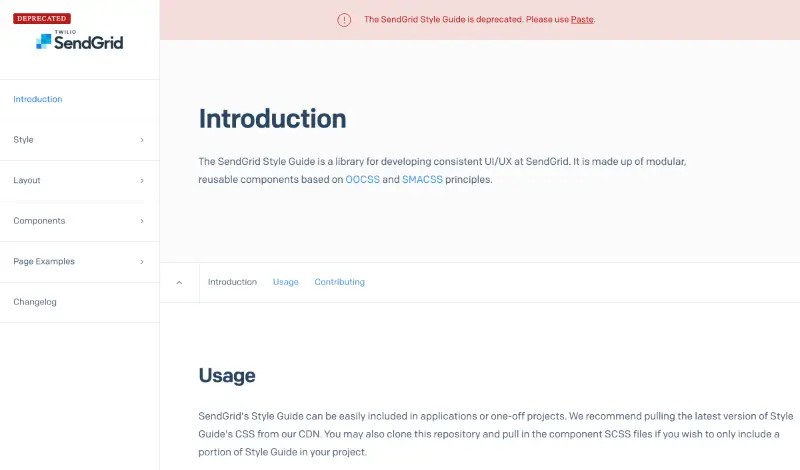 DEPRECATED
TWILIO
SendGrid
Introduction
Style
Layout
Components
Page Examples
Changelog
The SendGrid Style Guide is deprecated. Please use Paste.
Introduction
The SendGrid Style Guide is a library for developing consistent UI/UX at SendGrid. It is made up of modular,
reusable components based on OOCSS and SMACSS principles.
Introduction Usage Contributing
Usage
SendGrid's Style Guide can be easily included in applications or one-off projects. We recommend pulling the latest version of Style
Guide's CSS from our CDN. You may also clone this repository and pull in the component SCSS files if you wish to only include a
portion of Style Guide in your project.